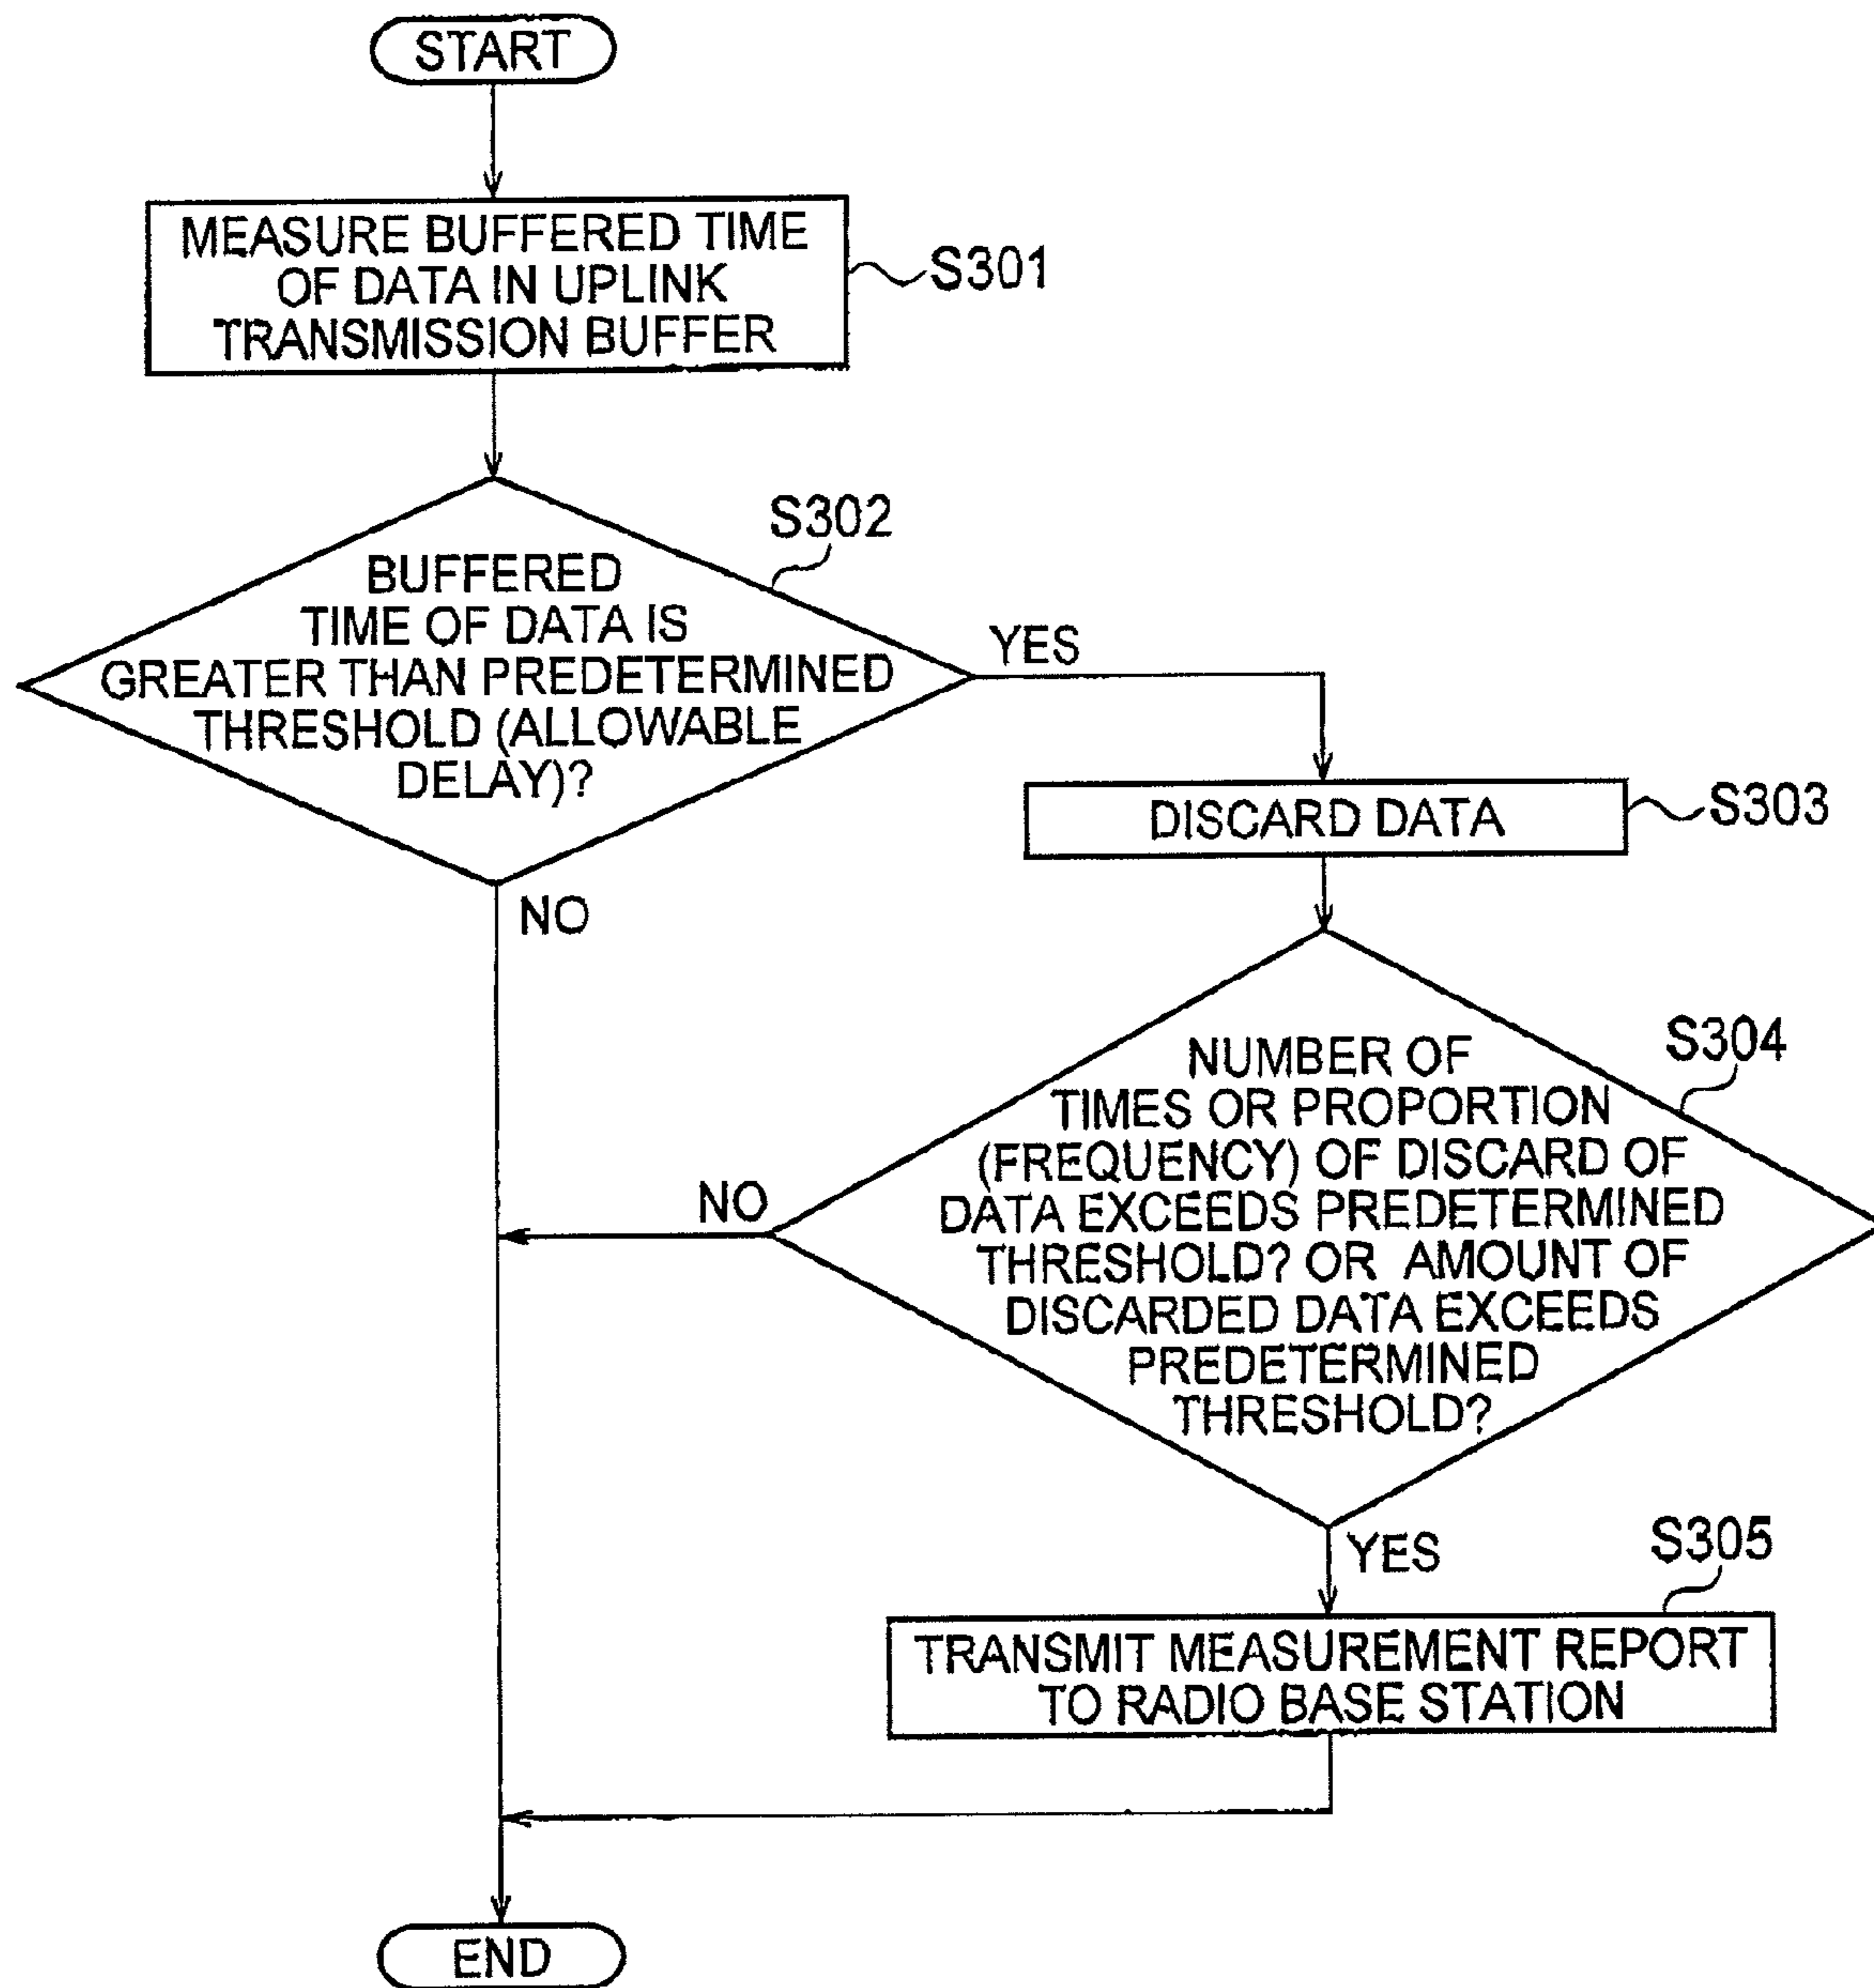 START
MEASURE BUFFERED TIME
OF DATA IN UPLINK
TRANSMISSION BUFFER
S301
S302
BUFFERED
TIME OF DATA IS
GREATER THAN PREDETERMINED
THRESHOLD (ALLOWABLE
DELAY)?
YES
NO
DISCARD DATA
S303
S304
NUMBER OF
TIMES OR PROPORTION
(FREQUENCY) OF DISCARD OF
DATA EXCEEDS PREDETERMINED
THRESHOLD? OR AMOUNT OF
DISCARDED DATA EXCEEDS
PREDETERMINED
THRESHOLD?
NO
YES
S305
TRANSMIT MEASUREMENT REPORT
TO RADIO BASE STATION
END